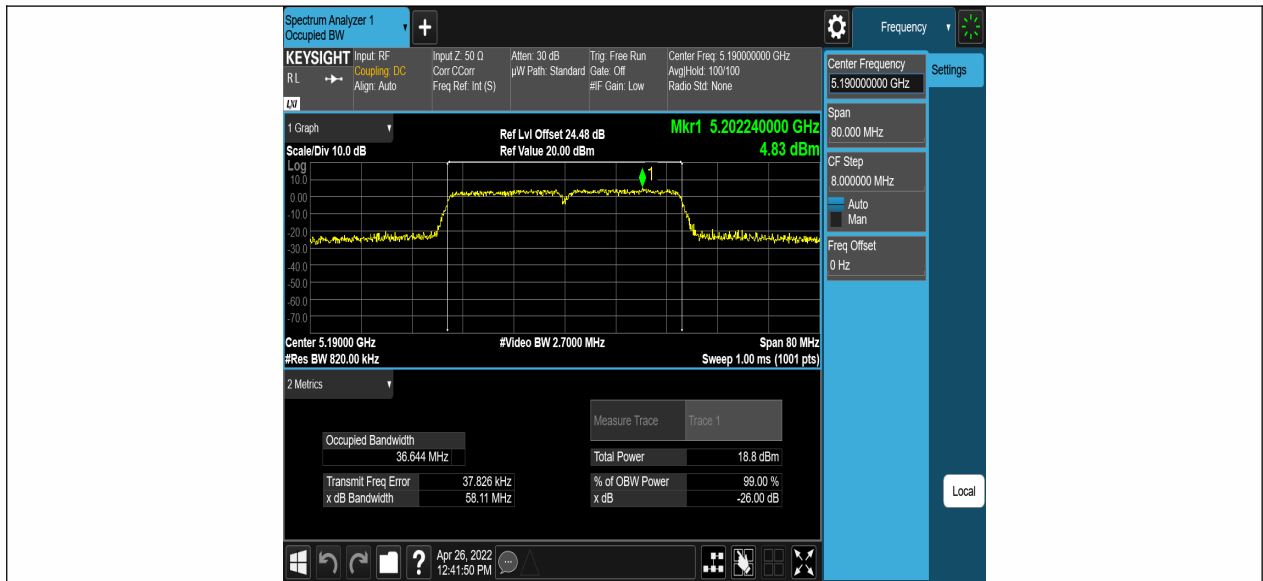 Spectrum Analyzer 1
Occupied BW
+
Frequency
KEYSIGHT
RL
LXI
Input: RF
Coupling: DC
Align: Auto
Input Z: 50 Ω
Corr CCorr
Freq Ref: Int (S)
Atten: 30 dB
µW Path: Standard
Trig: Free Run
Gate: Off
#IF Gain: Low
Center Freq: 5.190000000 GHz
Avg|Hold: 100/100
Radio Std: None
Center Frequency
5.190000000 GHz
Settings
Span
80.000 MHz
CF Step
8.000000 MHz
Auto
Man
Freq Offset
0 Hz
Local
1 Graph
Scale/Div 10.0 dB
Ref Lvl Offset 24.48 dB
Ref Value 20.00 dBm
Mkr1 5.202240000 GHz
4.83 dBm
Log
10.0
0.00
-10.0
-20.0
-30.0
-40.0
-50.0
-60.0
-70.0
1
Center 5.19000 GHz
#Res BW 820.00 kHz
#Video BW 2.7000 MHz
Span 80 MHz
Sweep 1.00 ms (1001 pts)
2 Metrics
Measure Trace Trace 1
Occupied Bandwidth
36.644 MHz
Total Power 18.8 dBm
Transmit Freq Error 37.826 kHz
x dB Bandwidth 58.11 MHz
% of OBW Power 99.00 %
x dB -26.00 dB
?
Apr 26, 2022
12:41:50 PM